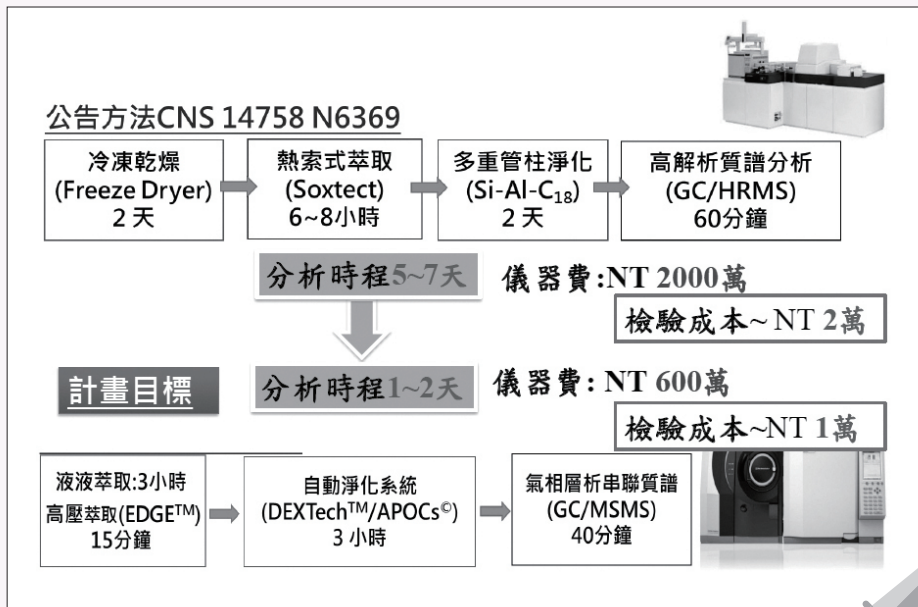 公告方法CNS 14758 N6369
冷凍乾燥
(Freeze Dryer)
2 天
熱索式萃取
(Soxtect)
6~8小時
多重管柱淨化
(Si-Al-C₁₈)
2 天
高解析質譜分析
(GC/HRMS)
60分鐘
分析時程5~7天
儀器費:NT 2000萬
檢驗成本~ NT 2萬
計畫目標
分析時程1~2天
儀器費: NT 600萬
檢驗成本~NT 1萬
液液萃取:3小時
高壓萃取(EDGE™)
15分鐘
自動淨化系統
(DEXTech™/APOCs©)
3 小時
氣相層析串聯質譜
(GC/MSMS)
40分鐘